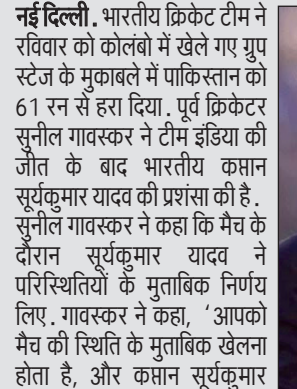 नई दिल्ली. भारतीय क्रिकेट टीम ने
रविवार को कोलंबो में खेले गए ग्रुप
स्टेज के मुकाबले में पाकिस्तान को
61 रन से हरा दिया. पूर्व क्रिकेटर
सुनील गावस्कर ने टीम इंडिया की
जीत के बाद भारतीय कप्तान
सूर्यकुमार यादव की प्रशंसा की है.
सुनील गावस्कर ने कहा कि मैच के
दौरान सूर्यकुमार यादव ने
परिस्थितियों के मुताबिक निर्णय
लिए. गावस्कर ने कहा, ‘आपको
मैच की स्थिति के मुताबिक खेलना
होता है, और कप्तान सूर्यकुमार